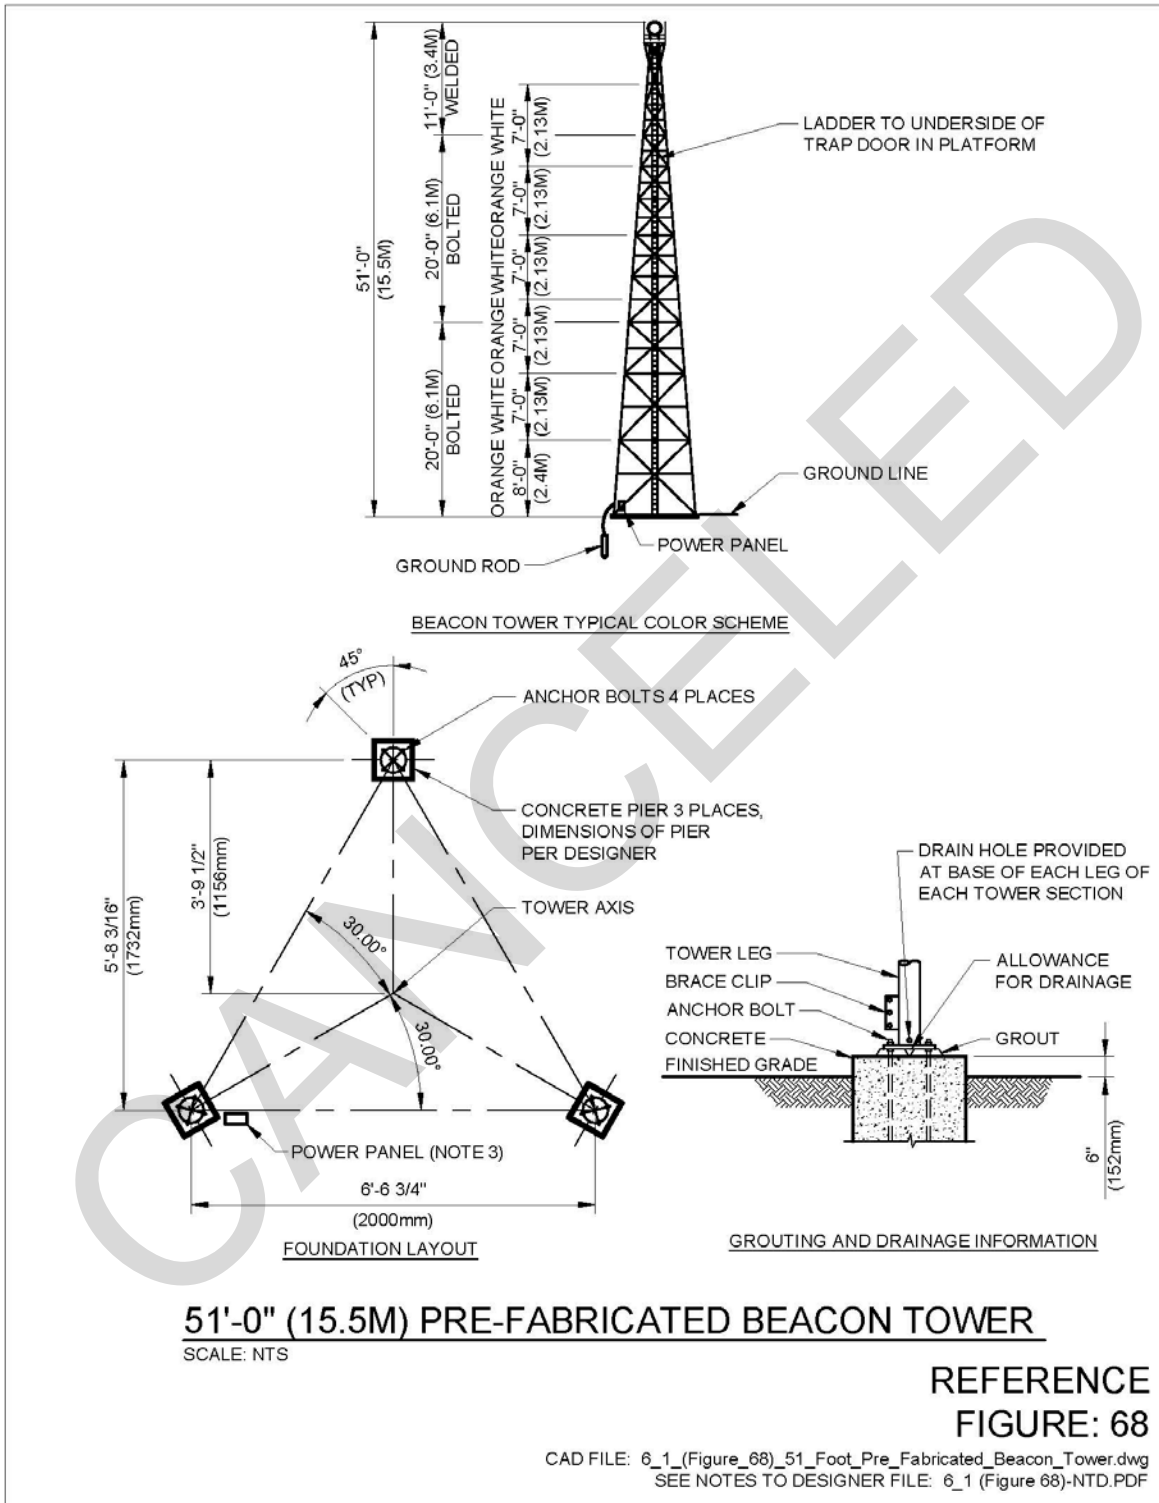 11'-0" (3.4M)
WELDED
20'-0" (6.1M)
BOLTED
20'-0" (6.1M)
BOLTED
51'-0"
(15.5M)
ORANGE WHITE ORANGE WHITE ORANGE WHITE
7'-0"
(2.13M)
7'-0"
(2.13M)
7'-0"
(2.13M)
7'-0"
(2.13M)
7'-0"
(2.13M)
8'-0"
(2.4M)
LADDER TO UNDERSIDE OF
TRAP DOOR IN PLATFORM
GROUND LINE
POWER PANEL
GROUND ROD
BEACON TOWER TYPICAL COLOR SCHEME
45°
(TYP)
ANCHOR BOLTS 4 PLACES
CONCRETE PIER 3 PLACES,
DIMENSIONS OF PIER
PER DESIGNER
TOWER AXIS
3'-9 1/2"
(1156mm)
5'-8 3/16"
(1732mm)
30.00°
30.00°
POWER PANEL (NOTE 3)
6'-6 3/4"
(2000mm)
FOUNDATION LAYOUT
DRAIN HOLE PROVIDED
AT BASE OF EACH LEG OF
EACH TOWER SECTION
TOWER LEG
BRACE CLIP
ANCHOR BOLT
CONCRETE
FINISHED GRADE
ALLOWANCE
FOR DRAINAGE
GROUT
6"
(152mm)
GROUTING AND DRAINAGE INFORMATION
CANCELED
51'-0" (15.5M) PRE-FABRICATED BEACON TOWER
SCALE: NTS
REFERENCE
FIGURE: 68
CAD FILE: 6_1_(Figure_68)_51_Foot_Pre_Fabricated_Beacon_Tower.dwg
SEE NOTES TO DESIGNER FILE: 6_1 (Figure 68)-NTD.PDF